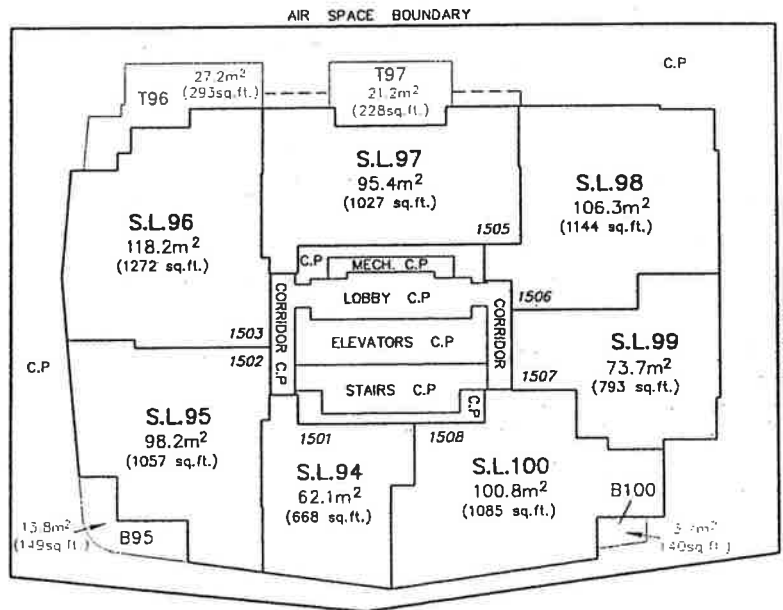 AIR SPACE BOUNDARY
C.P
27.2m²
(293sq.ft.)
T96
T97
21.2m²
(228sq.ft.)
C.P
S.L.97
95.4m²
(1027 sq.ft.)
1505
S.L.98
106.3m²
(1144 sq.ft.)
1506
S.L.96
118.2m²
(1272 sq.ft.)
1503
C.P
MECH. C.P
LOBBY C.P
CORRIDOR C.P
ELEVATORS C.P
CORRIDOR
STAIRS C.P
C.P
S.L.99
73.7m²
(793 sq.ft.)
1507
C.P
1502
S.L.95
98.2m²
(1057 sq.ft.)
1501
S.L.94
62.1m²
(668 sq.ft.)
1508
S.L.100
100.8m²
(1085 sq.ft.)
B100
3.7m²
(40sq.ft.)
13.8m²
(149sq.ft.)
B95